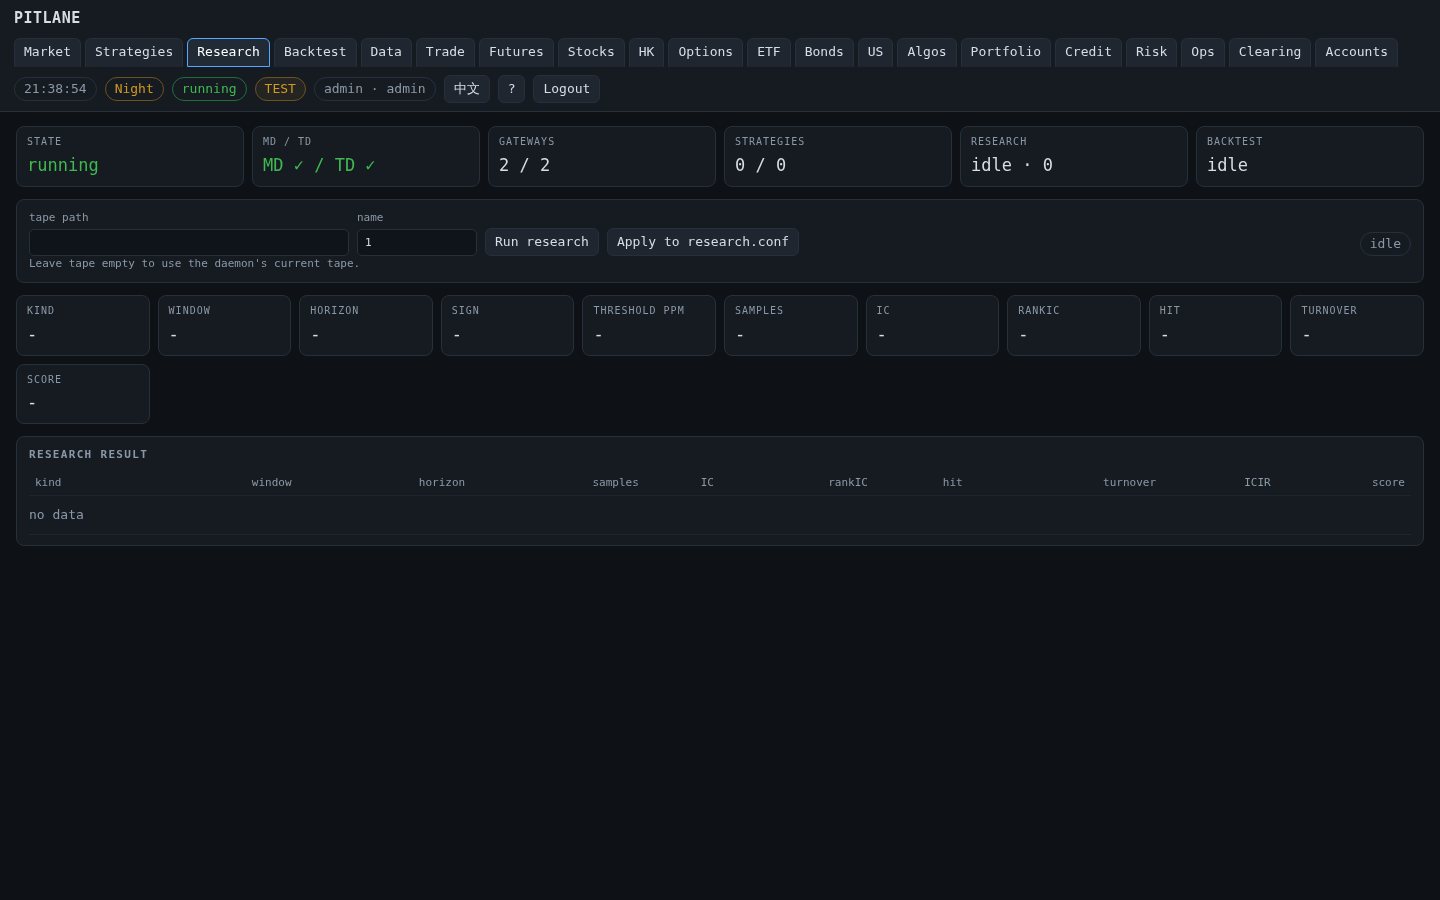 PITLANE
Market Strategies Research Backtest Data Trade Futures Stocks HK Options ETF Bonds US Algos Portfolio Credit Risk Ops Clearing Accounts
21:38:54 Night running TEST admin · admin 中文 ? Logout
STATE MD / TD GATEWAYS STRATEGIES RESEARCH BACKTEST
running MD ✓ / TD ✓ 2 / 2 0 / 0 idle · 0 idle
tape path name
1 Run research Apply to research.conf idle
Leave tape empty to use the daemon's current tape.
KIND WINDOW HORIZON SIGN THRESHOLD PPM SAMPLES IC RANKIC HIT TURNOVER
- - - - - - - - - -
SCORE
-
RESEARCH RESULT
kind window horizon samples IC rankIC hit turnover ICIR score
no data